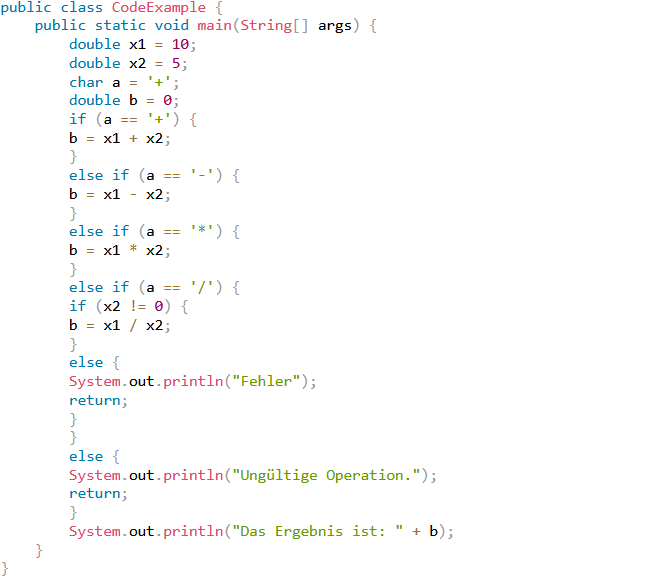 public class CodeExample {
    public static void main(String[] args) {
        double x1 = 10;
        double x2 = 5;
        char a = '+';
        double b = 0;
        if (a == '+') {
        b = x1 + x2;
        }
        else if (a == '-') {
        b = x1 - x2;
        }
        else if (a == '*') {
        b = x1 * x2;
        }
        else if (a == '/') {
        if (x2 != 0) {
        b = x1 / x2;
        }
        else {
        System.out.println("Fehler");
        return;
        }
        }
        else {
        System.out.println("Ungültige Operation.");
        return;
        }
        System.out.println("Das Ergebnis ist: " + b);
    }
}